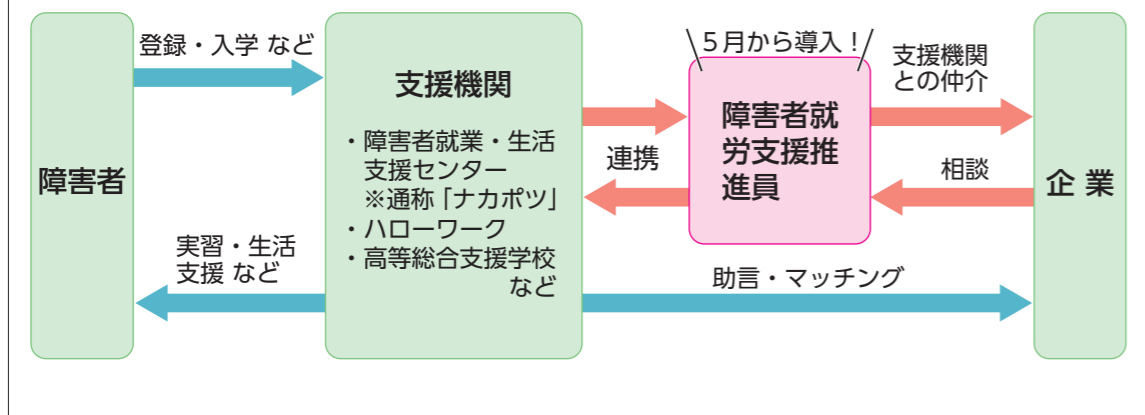 登録・入学 など
障害者
実習・生活
支援 など
支援機関
・障害者就業・生活
支援センター
※通称「ナカポツ」
・ハローワーク
・高等総合支援学校
など
連携
5月から導入!
障害者就
労支援推
進員
支援機関
との仲介
相談
助言・マッチング
企 業